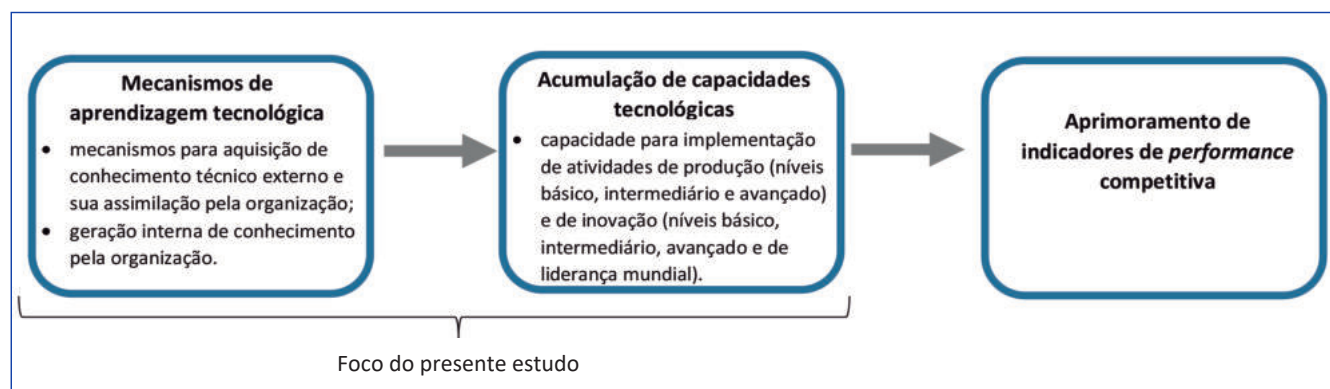 Mecanismos de
aprendizagem tecnológica
• mecanismos para aquisição de
conhecimento técnico externo e
sua assimilação pela organização;
• geração interna de conhecimento
pela organização.
Acumulação de capacidades
tecnológicas
• capacidade para implementação
de atividades de produção (níveis
básico, intermediário e avançado)
e de inovação (níveis básico,
intermediário, avançado e de
liderança mundial).
Aprimoramento de
indicadores de performance
competitiva
Foco do presente estudo